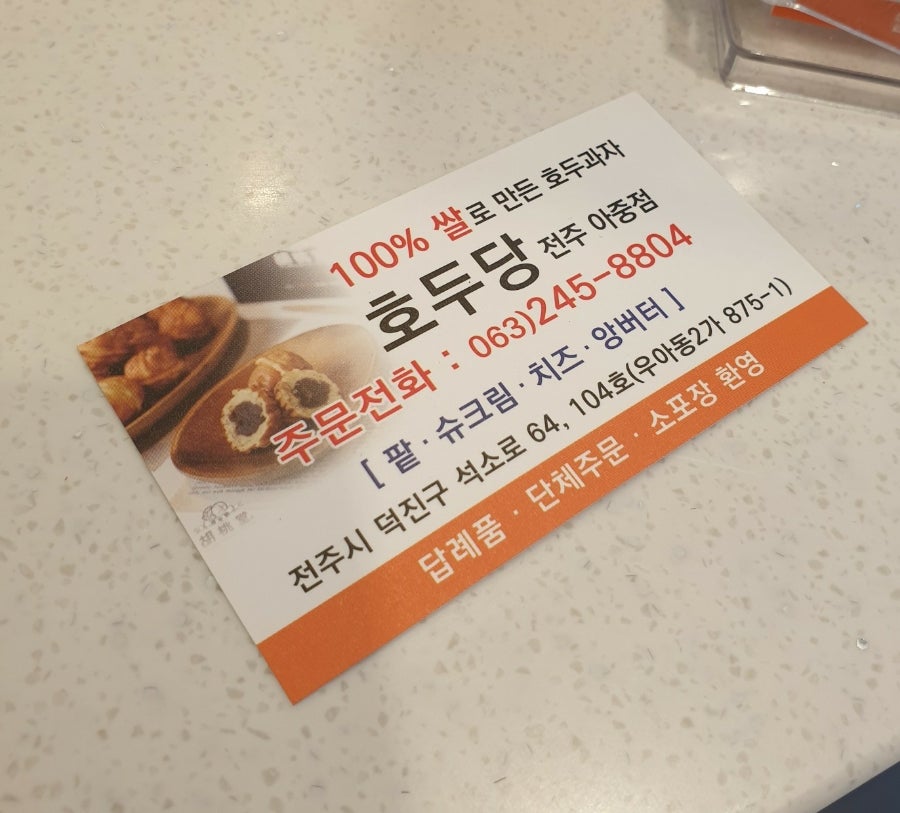 100% 쌀로 만든 호두과자
호두당 전주 아중점
주문전화 : 063)245-8804
[ 팥 · 슈크림 · 치즈 · 앙버터 ]
전주시 덕진구 석소로 64, 104호(우아동2가 875-1)
답례품 · 단체주문 · 소포장 환영
胡桃堂